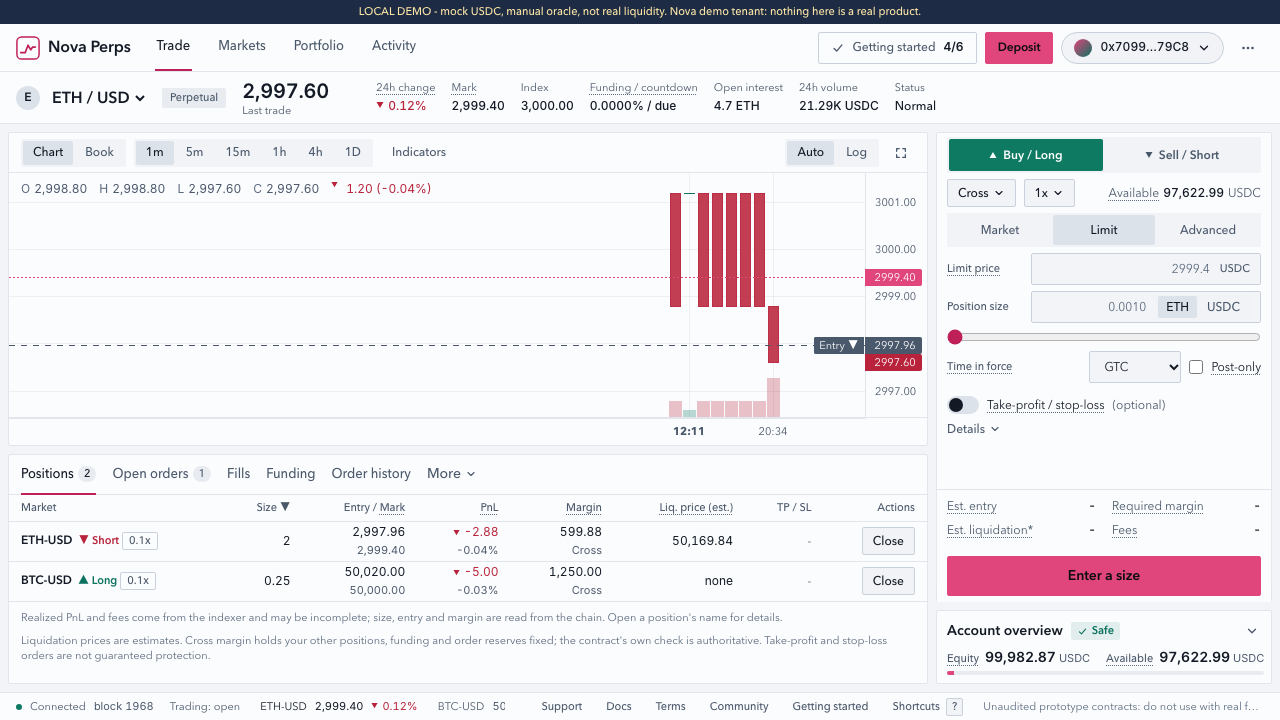 LOCAL DEMO - mock USDC, manual oracle, not real liquidity. Nova demo tenant: nothing here is a real product.
Nova Perps Trade Markets Portfolio Activity Getting started 4/6 Deposit 0x7099...79C8
E ETH / USD Perpetual 2,997.60 Last trade
24h change Mark Index Funding / countdown Open interest 24h volume Status
▼ 0.12% 2,999.40 3,000.00 0.0000% / due 4.7 ETH 21.29K USDC Normal
Chart Book 1m 5m 15m 1h 4h 1D Indicators Auto Log
O 2,998.80 H 2,998.80 L 2,997.60 C 2,997.60 ▼ 1.20 (-0.04%)
3001.00
3000.00
2999.40
2999.00
Entry ▼ 2997.96
2997.60
2997.00
12:11 20:34
▲ Buy / Long ▼ Sell / Short
Cross 1x Available 97,622.99 USDC
Market Limit Advanced
Limit price 2999.4 USDC
Position size 0.0010 ETH USDC
Time in force GTC Post-only
Take-profit / stop-loss (optional)
Details
Est. entry - Required margin -
Est. liquidation* - Fees -
Enter a size
Positions 2 Open orders 1 Fills Funding Order history More
Market Size ▼ Entry / Mark PnL Margin Liq. price (est.) TP / SL Actions
ETH-USD ▼ Short 0.1x 2 2,997.96 ▼ -2.88 599.88 50,169.84 - Close
2,999.40 -0.04% Cross
BTC-USD ▲ Long 0.1x 0.25 50,020.00 ▼ -5.00 1,250.00 none - Close
50,000.00 -0.03% Cross
Realized PnL and fees come from the indexer and may be incomplete; size, entry and margin are read from the chain. Open a position's name for details.
Liquidation prices are estimates. Cross margin holds your other positions, funding and order reserves fixed; the contract's own check is authoritative. Take-profit and stop-loss
orders are not guaranteed protection.
Account overview Safe
Equity 99,982.87 USDC Available 97,622.99 USDC
Connected block 1968 Trading: open ETH-USD 2,999.40 ▼ 0.12% BTC-USD 50 Support Docs Terms Community Getting started Shortcuts ? Unaudited prototype contracts: do not use with real f...